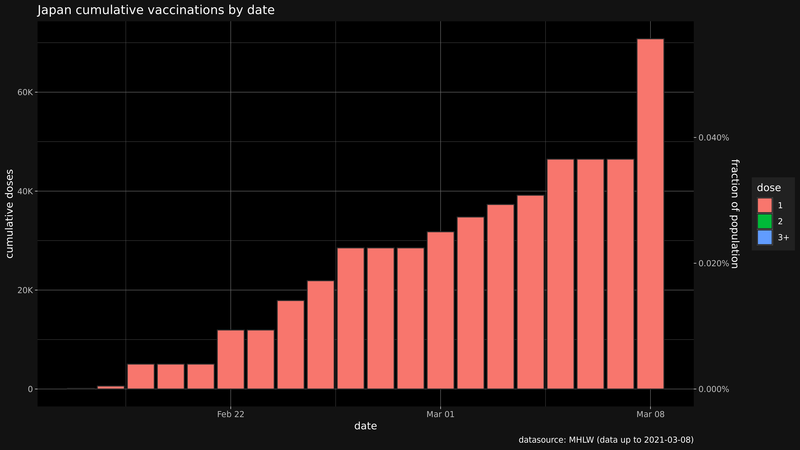 Japan cumulative vaccinations by date
cumulative doses
60K
40K
20K
0
0.040%
0.020%
0.000%
fraction of population
dose
1
2
3+
Feb 22
Mar 01
Mar 08
date
datasource: MHLW (data up to 2021-03-08)